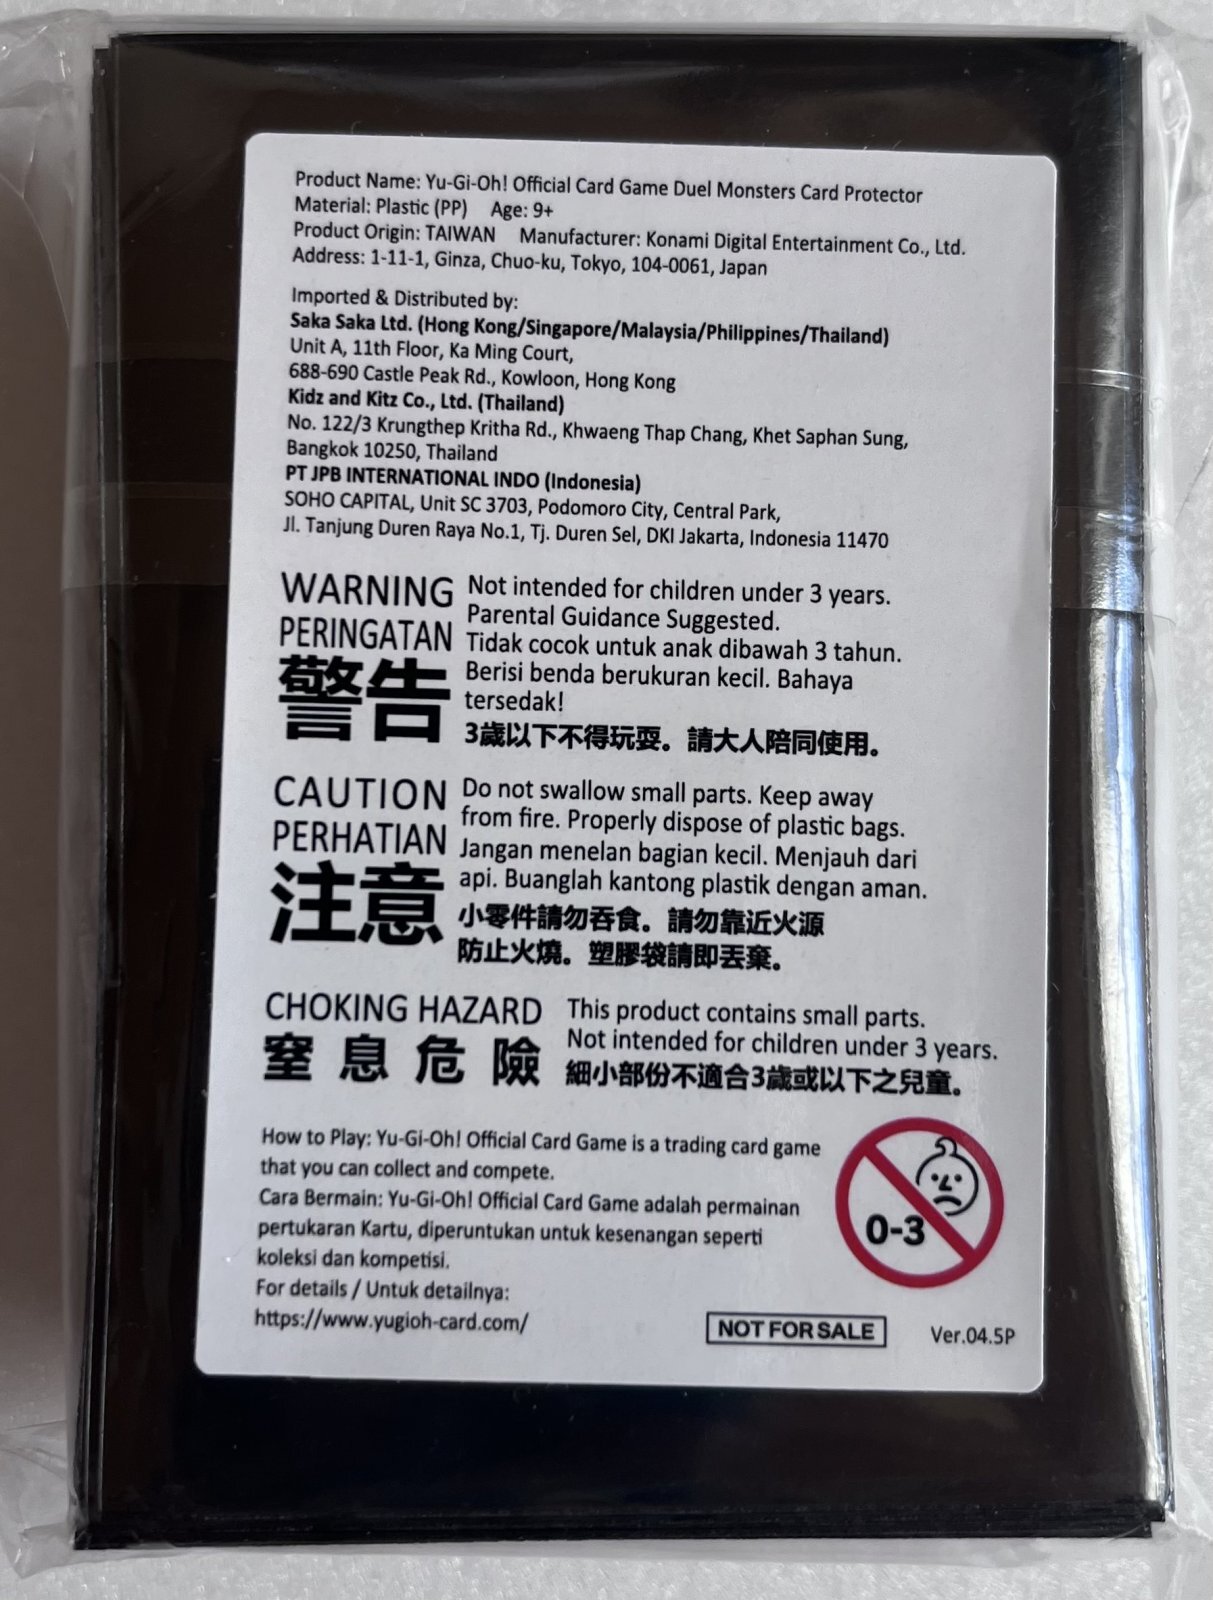 Product Name: Yu-Gi-Oh! Official Card Game Duel Monsters Card Protector
Material: Plastic (PP) Age: 9+
Product Origin: TAIWAN Manufacturer: Konami Digital Entertainment Co., Ltd.
Address: 1-11-1, Ginza, Chuo-ku, Tokyo, 104-0061, Japan
Imported & Distributed by:
Saka Saka Ltd. (Hong Kong/Singapore/Malaysia/Philippines/Thailand)
Unit A, 11th Floor, Ka Ming Court,
688-690 Castle Peak Rd., Kowloon, Hong Kong
Kidz and Kitz Co., Ltd. (Thailand)
No. 122/3 Krungthep Kritha Rd., Khwaeng Thap Chang, Khet Saphan Sung,
Bangkok 10250, Thailand
PT JPB INTERNATIONAL INDO (Indonesia)
SOHO CAPITAL, Unit SC 3703, Podomoro City, Central Park,
Jl. Tanjung Duren Raya No.1, Tj. Duren Sel, DKI Jakarta, Indonesia 11470
WARNING
PERINGATAN
警告
Not intended for children under 3 years.
Parental Guidance Suggested.
Tidak cocok untuk anak dibawah 3 tahun.
Berisi benda berukuran kecil. Bahaya
tersedak!
3歲以下不得玩耍。請大人陪同使用。
CAUTION
PERHATIAN
注意
Do not swallow small parts. Keep away
from fire. Properly dispose of plastic bags.
Jangan menelan bagian kecil. Menjauh dari
api. Buanglah kantong plastik dengan aman.
小零件請勿吞食。請勿靠近火源
防止火燒。塑膠袋請即丟棄。
CHOKING HAZARD
窒息危險
This product contains small parts.
Not intended for children under 3 years.
細小部份不適合3歲或以下之兒童。
How to Play: Yu-Gi-Oh! Official Card Game is a trading card game
that you can collect and compete.
Cara Bermain: Yu-Gi-Oh! Official Card Game adalah permainan
pertukaran Kartu, diperuntukan untuk kesenangan seperti
koleksi dan kompetisi.
For details / Untuk detailnya:
https://www.yugioh-card.com/
0-3
NOT FOR SALE
Ver.04.5P